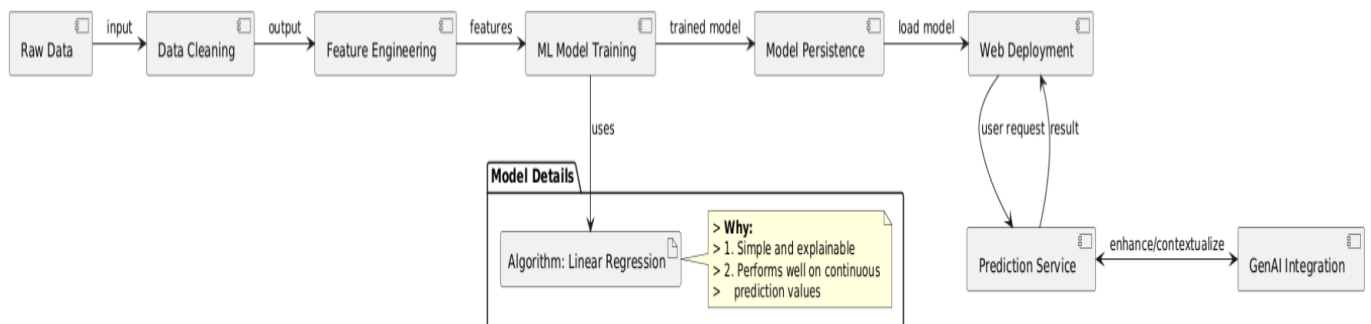 input
output
features
trained model
load model
Raw Data
Data Cleaning
Feature Engineering
ML Model Training
Model Persistence
Web Deployment
uses
user request
result
Model Details
> Why:
> 1. Simple and explainable
> 2. Performs well on continuous
>    prediction values
Algorithm: Linear Regression
enhance/contextualize
Prediction Service
GenAI Integration